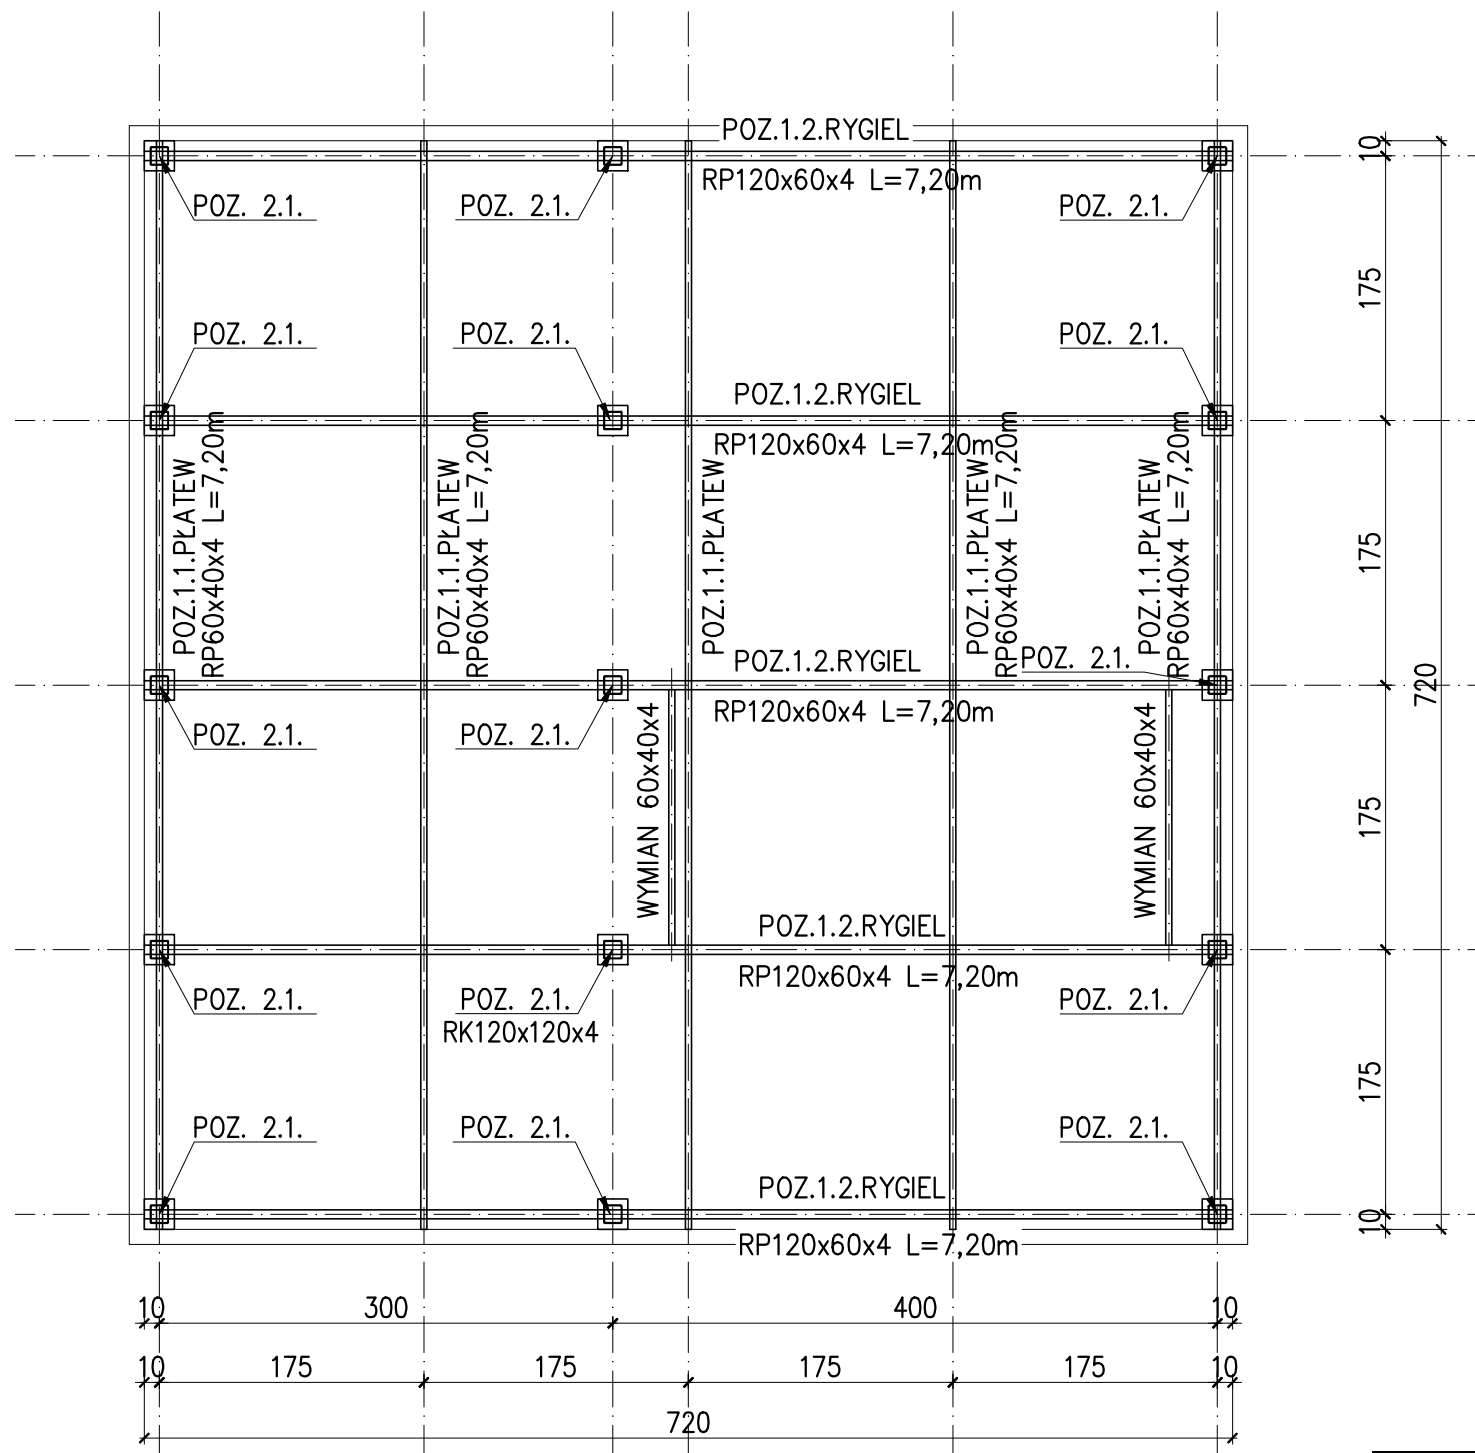 POZ.1.2.RYGIEL
RP120x60x4 L=7,20m
POZ. 2.1.
POZ. 2.1.
POZ. 2.1.
POZ. 2.1.
POZ. 2.1.
POZ. 2.1.
POZ.1.2.RYGIEL
RP120x60x4 L=7,20m
POZ.1.1.PŁATEW
RP60x40x4 L=7,20m
POZ.1.1.PŁATEW
RP60x40x4 L=7,20m
POZ.1.1.PŁATEW
POZ.1.1.PŁATEW
RP60x40x4 L=7,20m
POZ.1.1.PŁATEW
RP60x40x4 L=7,20m
POZ.1.2.RYGIEL
POZ. 2.1.
RP120x60x4 L=7,20m
POZ. 2.1.
POZ. 2.1.
WYMIAN 60x40x4
WYMIAN 60x40x4
POZ.1.2.RYGIEL
RP120x60x4 L=7,20m
POZ. 2.1.
POZ. 2.1.
RK120x120x4
POZ. 2.1.
POZ. 2.1.
POZ. 2.1.
POZ. 2.1.
POZ.1.2.RYGIEL
RP120x60x4 L=7,20m
10
175
175
720
175
175
10
10 300 400 10
10 175 175 175 175 10
720